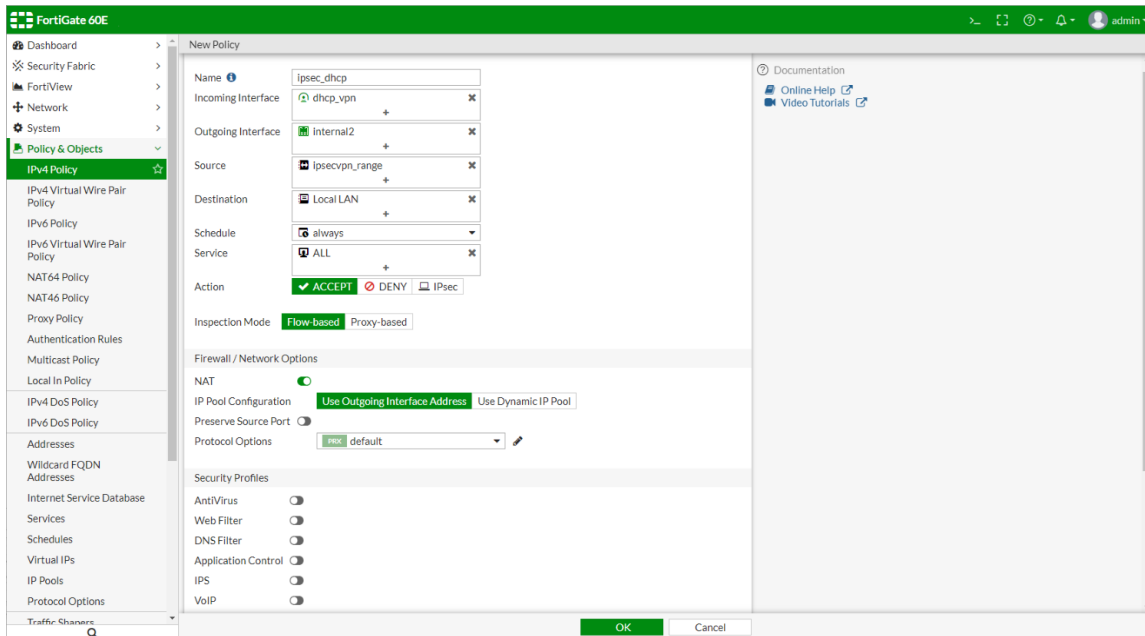 FortiGate 60E
admin
Dashboard
Security Fabric
FortiView
Network
System
Policy & Objects
IPv4 Policy
IPv4 Virtual Wire Pair
Policy
IPv6 Policy
IPv6 Virtual Wire Pair
Policy
NAT64 Policy
NAT46 Policy
Proxy Policy
Authentication Rules
Multicast Policy
Local In Policy
IPv4 DoS Policy
IPv6 DoS Policy
Addresses
Wildcard FQDN
Addresses
Internet Service Database
Services
Schedules
Virtual IPs
IP Pools
Protocol Options
Traffic Shapers
New Policy
Name ipsec_dhcp
Incoming Interface dhcp_vpn
+
Outgoing Interface internal2
+
Source ipsecvpn_range
+
Destination Local LAN
+
Schedule always
Service ALL
+
Action ACCEPT DENY IPsec
Inspection Mode Flow-based Proxy-based
Firewall / Network Options
NAT
IP Pool Configuration Use Outgoing Interface Address Use Dynamic IP Pool
Preserve Source Port
Protocol Options PRX default
Security Profiles
AntiVirus
Web Filter
DNS Filter
Application Control
IPS
VoIP
OK Cancel
Documentation
Online Help
Video Tutorials